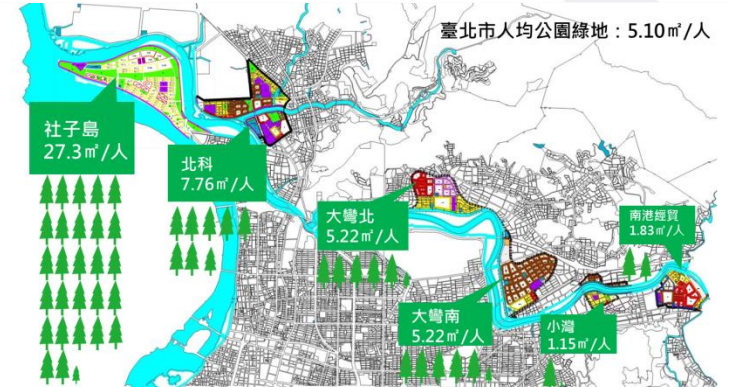 臺北市人均公園綠地：5.10㎡/人
社子島
27.3㎡/人
北科
7.76㎡/人
大彎北
5.22㎡/人
南港經貿
1.83㎡/人
大彎南
5.22㎡/人
小灣
1.15㎡/人